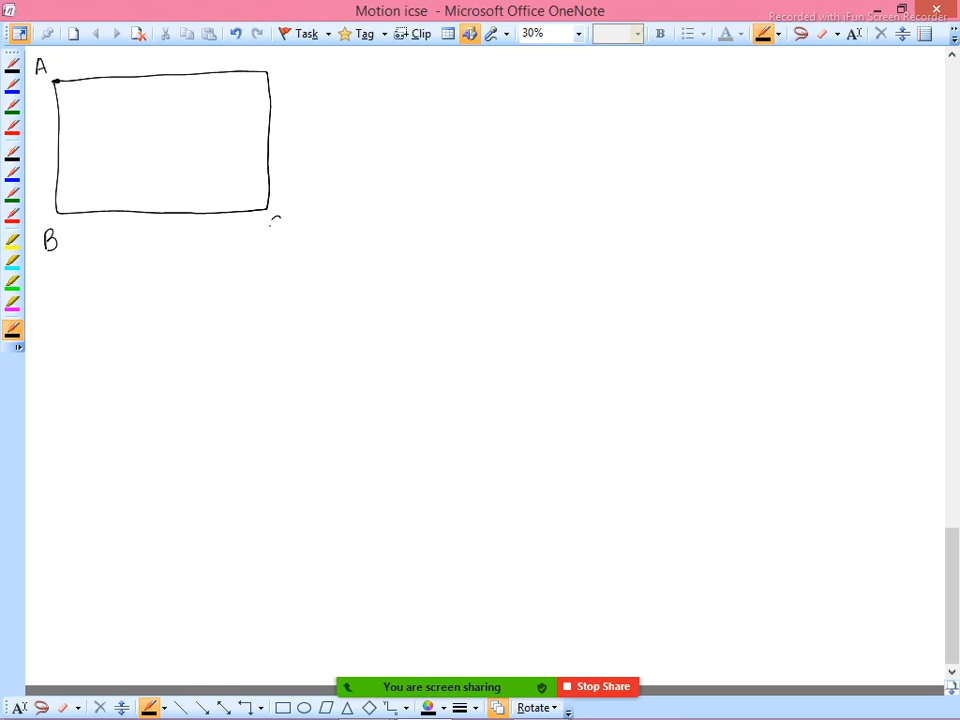 Motion icse - Microsoft Office OneNote
Recorded with iFun Screen Recorder
Task
Tag
Clip
30%
B
A
A
B
You are screen sharing
Stop Share
A
Rotate